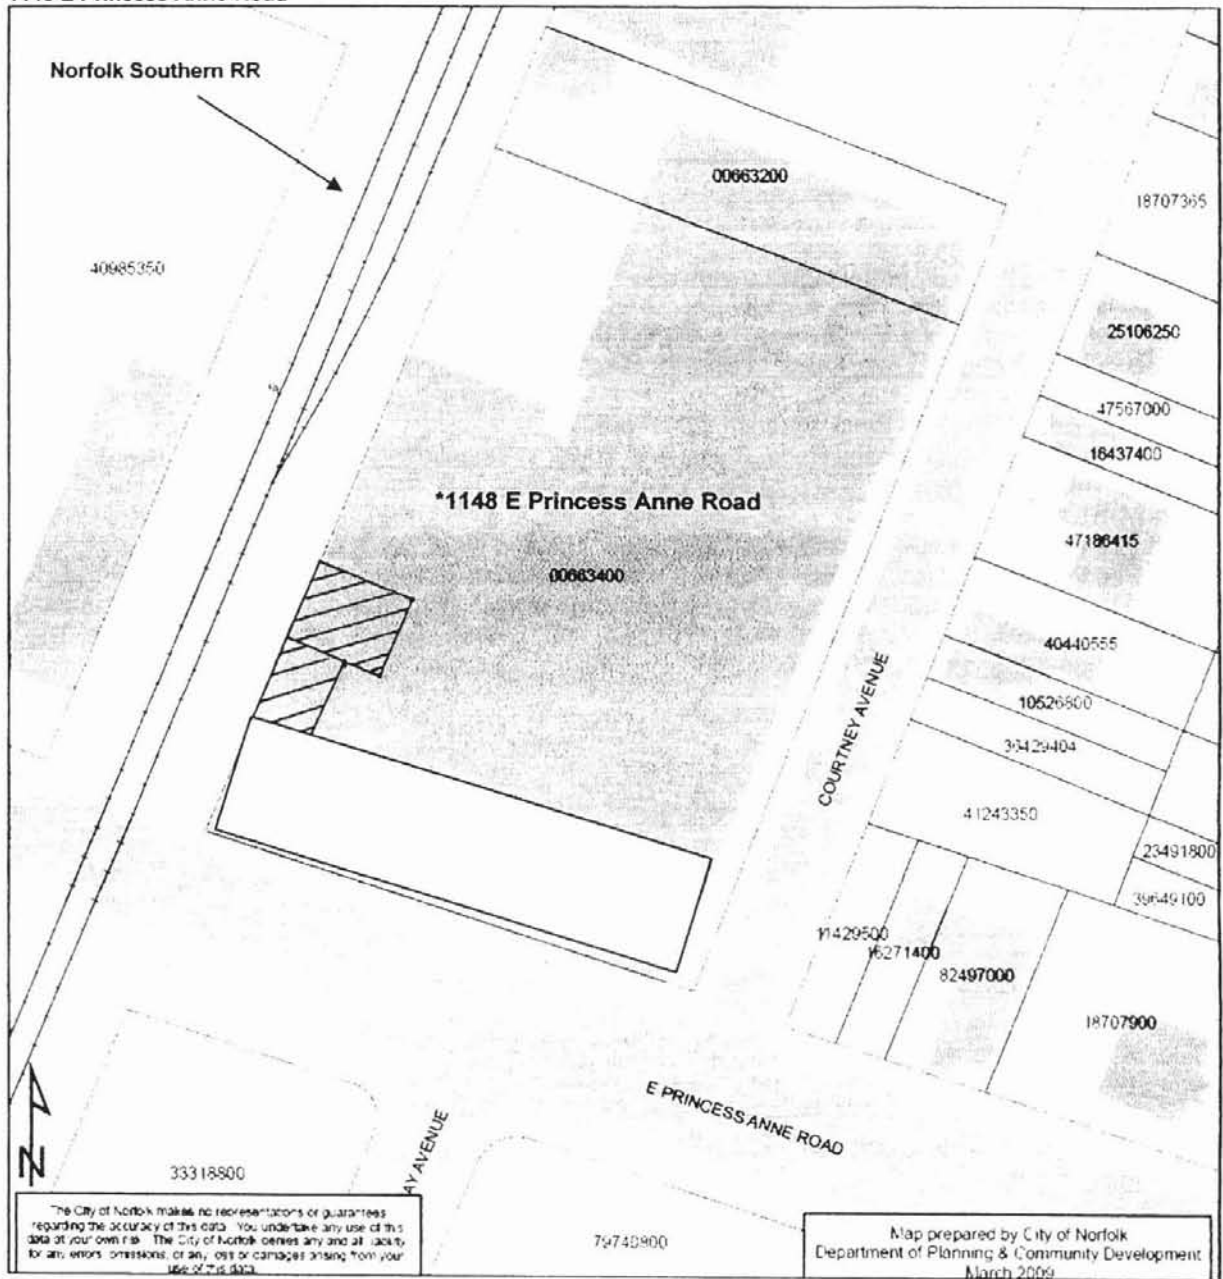 Norfolk Southern RR
00663200
18707365
40985350
25106250
47567000
16437400
*1148 E Princess Anne Road
47186415
00663400
40440555
COURTNEY AVENUE
10526800
36429404
41243350
23491800
39649100
11429500
16271400
82497000
18707900
E PRINCESS ANNE ROAD
AY AVENUE
N
33318800
The City of Norfolk makes no representations or guarantees
regarding the accuracy of this data. You undertake any use of this
data at your own risk. The City of Norfolk denies any and all liability
for any errors, omissions, or any loss or damages arising from your
use of this data.
79740900
Map prepared by City of Norfolk
Department of Planning & Community Development
March 2009